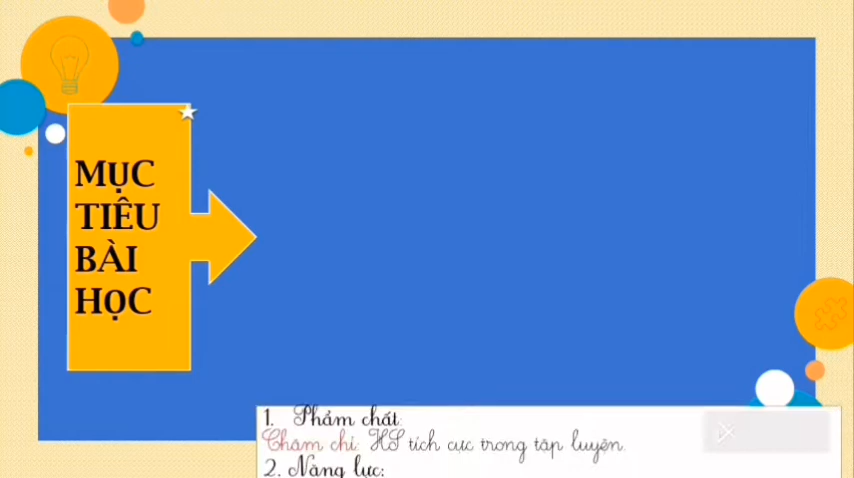 MỤC
TIÊU
BÀI
HỌC
1. Phẩm chất:
Chăm chỉ: HS tích cực trong tập luyện.
2. Năng lực: